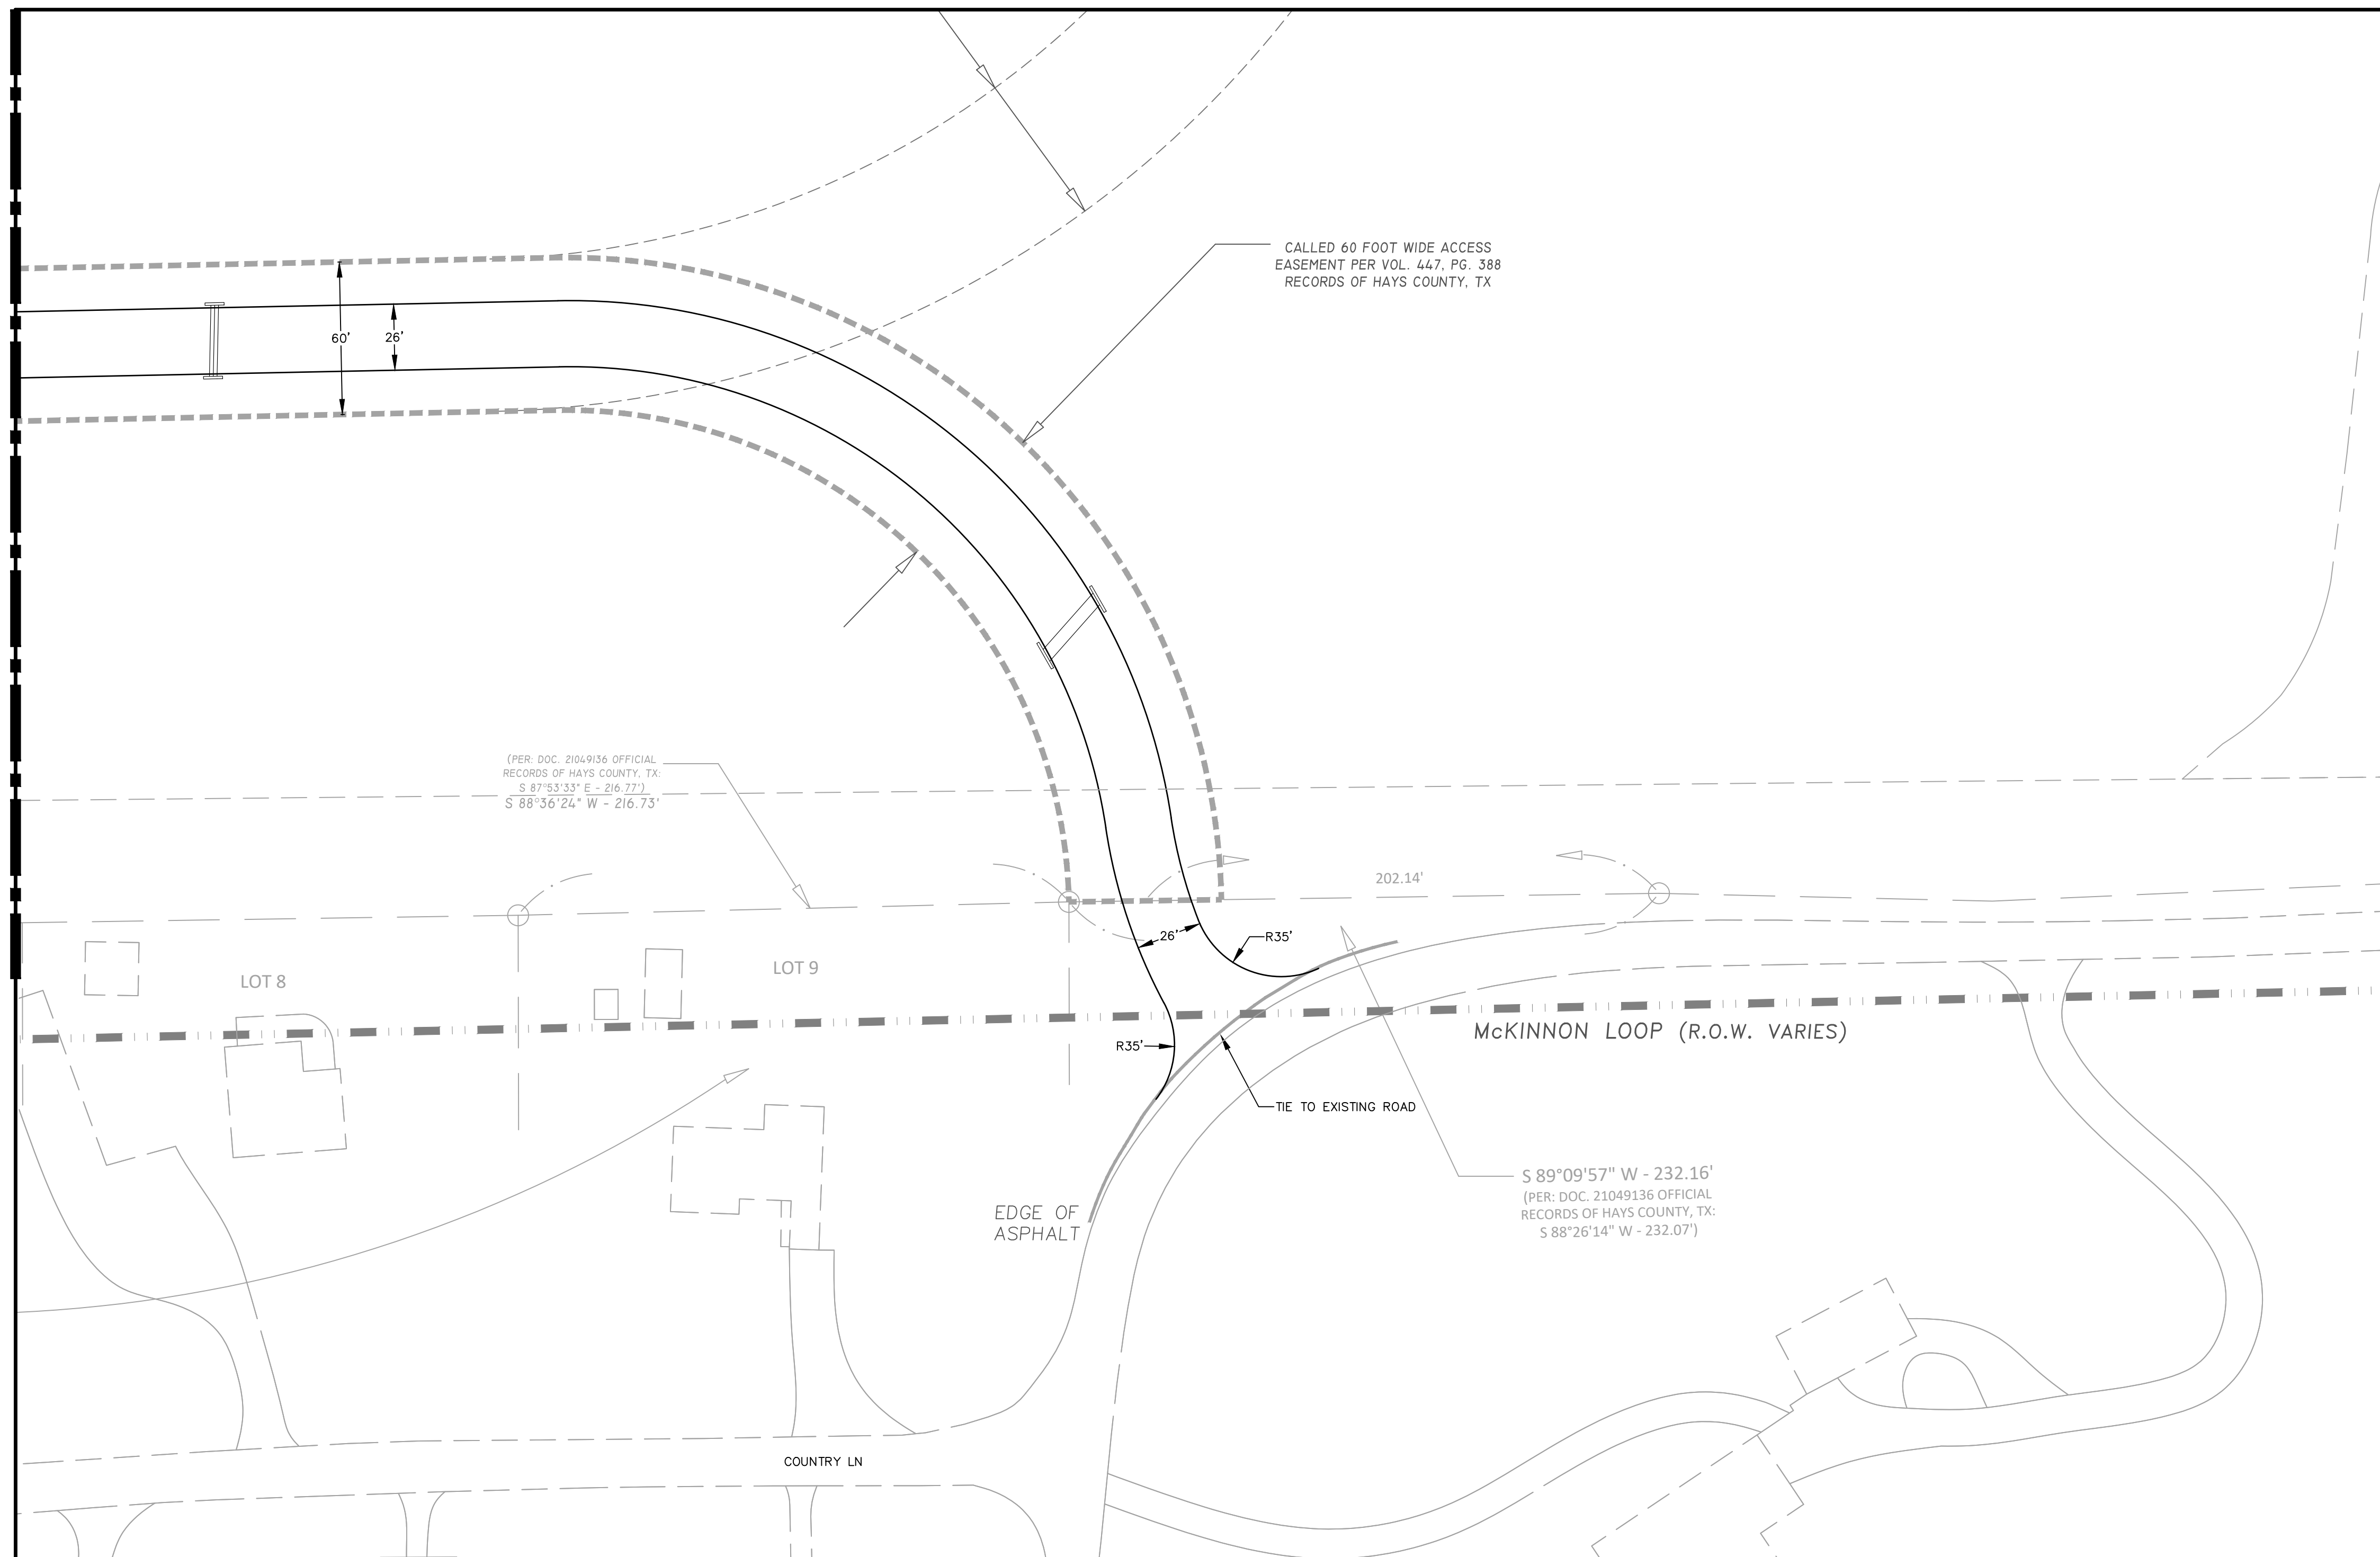 CALLED 60 FOOT WIDE ACCESS
EASEMENT PER VOL. 447, PG. 388
RECORDS OF HAYS COUNTY, TX
60'
26'
(PER: DOC. 21049136 OFFICIAL
RECORDS OF HAYS COUNTY, TX:
S 87°53'33" E - 216.77')
S 88°36'24" W - 216.73'
202.14'
26'
R35'
LOT 8
LOT 9
McKINNON LOOP (R.O.W. VARIES)
R35'
TIE TO EXISTING ROAD
S 89°09'57" W - 232.16'
(PER: DOC. 21049136 OFFICIAL
RECORDS OF HAYS COUNTY, TX:
S 88°26'14" W - 232.07')
EDGE OF
ASPHALT
COUNTRY LN